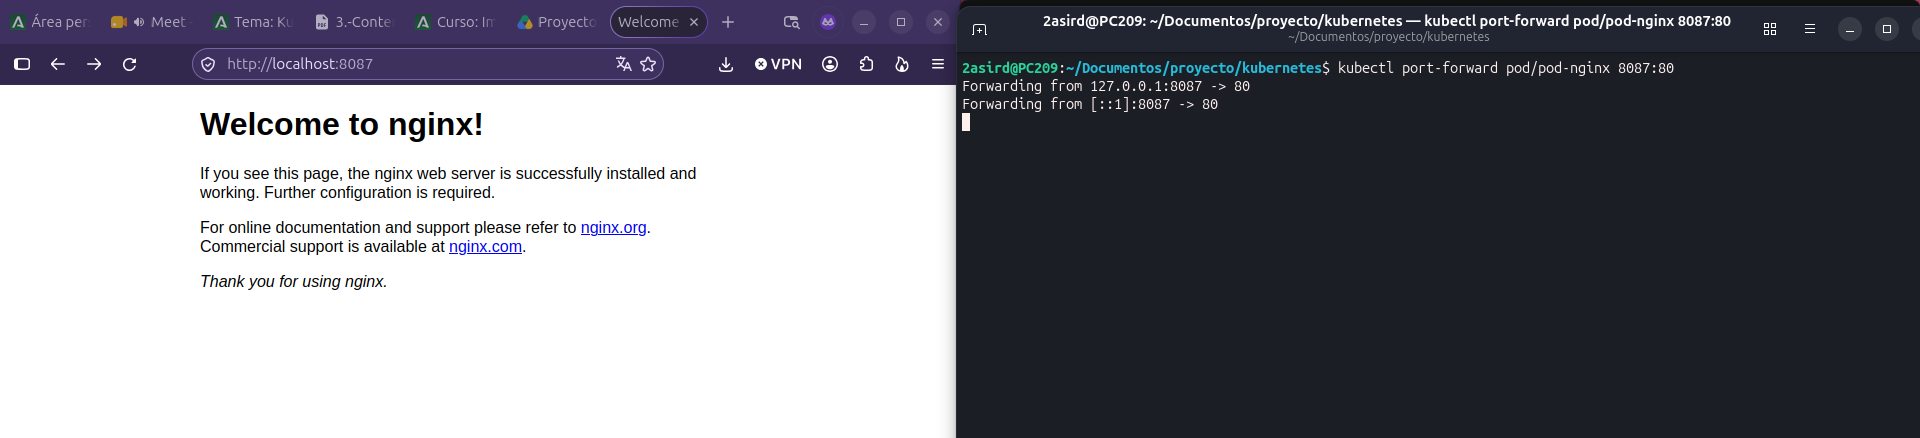 Área per
Meet
Tema: Ku
3.-Conte
Curso: In
Proyecto
Welcome
http://localhost:8087
VPN
Welcome to nginx!
If you see this page, the nginx web server is successfully installed and
working. Further configuration is required.
For online documentation and support please refer to nginx.org.
Commercial support is available at nginx.com.
Thank you for using nginx.
2asird@PC209: ~/Documentos/proyecto/kubernetes — kubectl port-forward pod/pod-nginx 8087:80
~/Documentos/proyecto/kubernetes
2asird@PC209:~/Documentos/proyecto/kubernetes$ kubectl port-forward pod/pod-nginx 8087:80
Forwarding from 127.0.0.1:8087 -> 80
Forwarding from [::1]:8087 -> 80